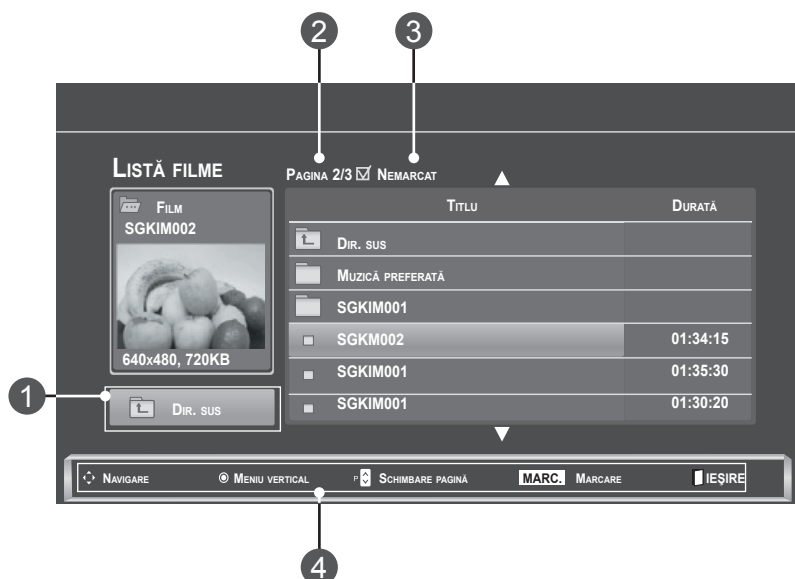 2 3
LISTĂ FILME
PAGINA 2/3 ☑ NEMARCAT
FILM
SGKIM002
640x480, 720KB
TITLU DURATĂ
DIR. SUS
MUZICĂ PREFERATĂ
SGKIM001
SGKM002 01:34:15
SGKIM001 01:35:30
SGKIM001 01:30:20
1
DIR. SUS
NAVIGARE MENIU VERTICAL P SCHIMBARE PAGINĂ MARC. MARCARE IEŞIRE
4